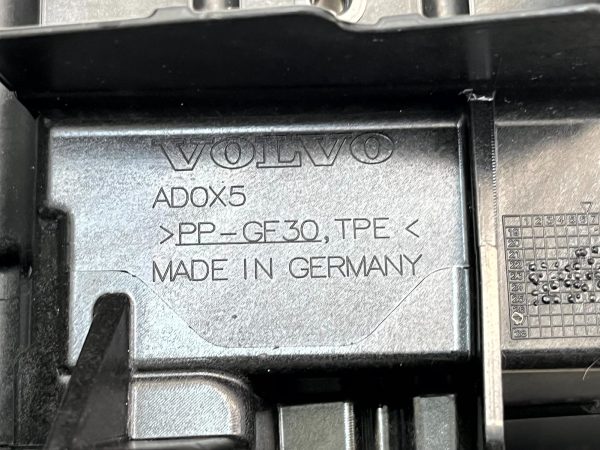 VOLVO
ADOX5
>PP-GF30, TPE<
MADE IN GERMANY